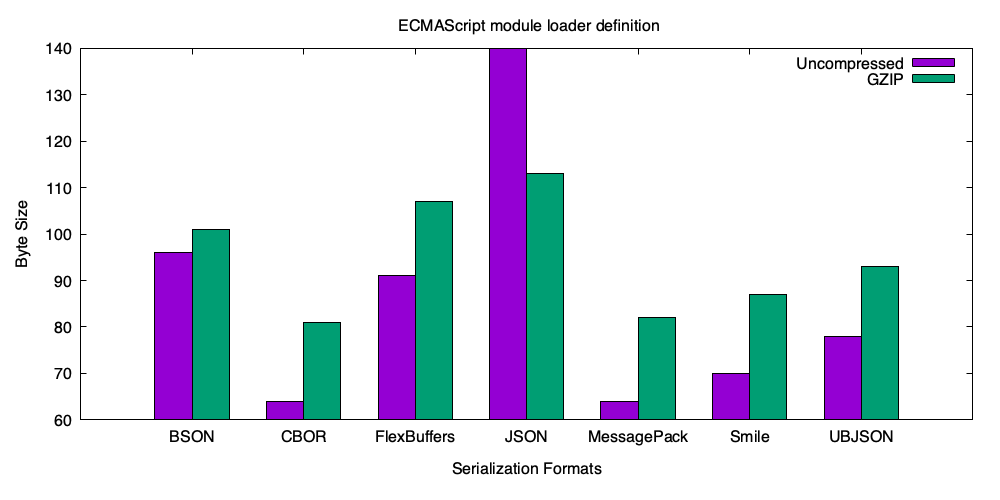 ECMAScript module loader definition
Uncompressed
GZIP
140
130
120
110
100
90
80
70
60
Byte Size
BSON CBOR FlexBuffers JSON MessagePack Smile UBJSON
Serialization Formats